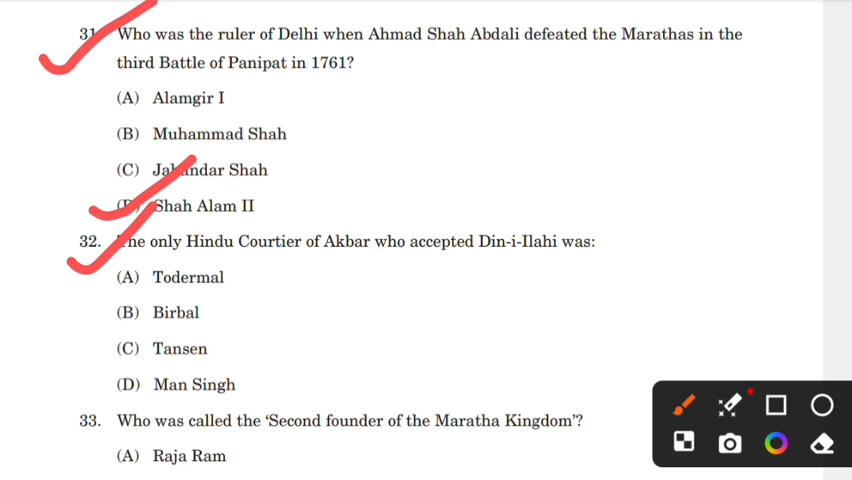 31. Who was the ruler of Delhi when Ahmad Shah Abdali defeated the Marathas in the
third Battle of Panipat in 1761?
(A) Alamgir I
(B) Muhammad Shah
(C) Jahandar Shah
(D) Shah Alam II
32. The only Hindu Courtier of Akbar who accepted Din-i-Ilahi was:
(A) Todermal
(B) Birbal
(C) Tansen
(D) Man Singh
33. Who was called the ‘Second founder of the Maratha Kingdom’?
(A) Raja Ram